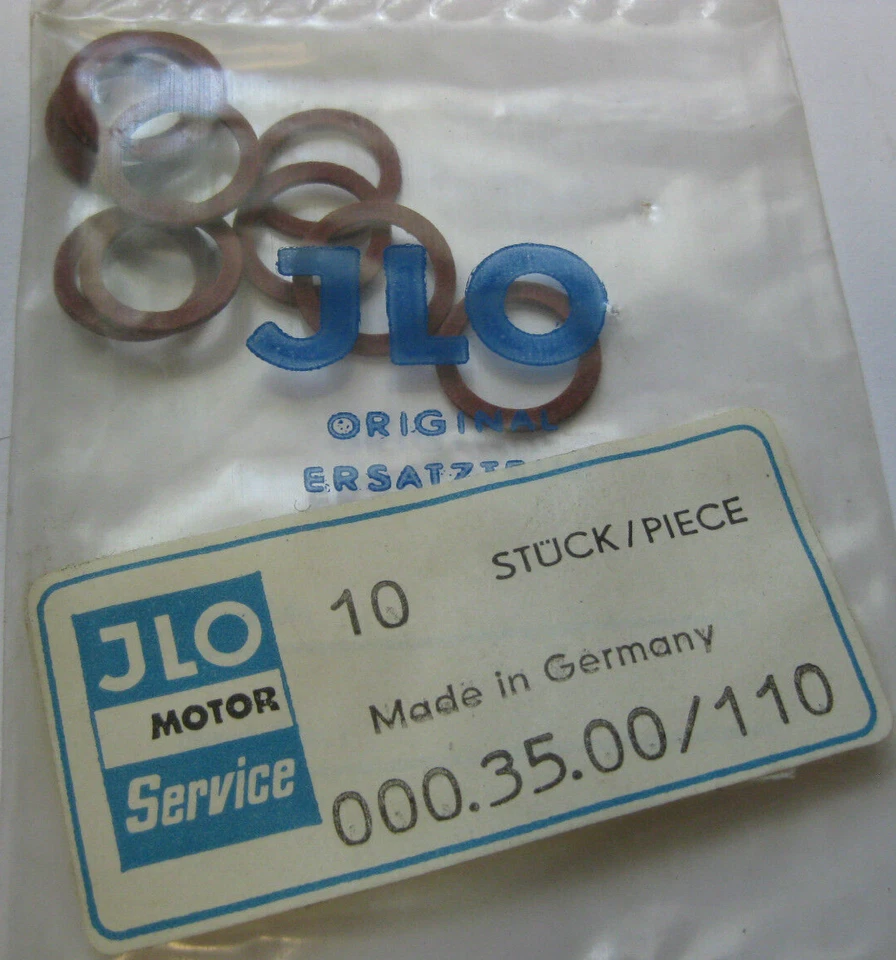 JLO
ORIGINAL
10 STÜCK/PIECE
JLO
MOTOR
Service
Made in Germany
000.35.00/110